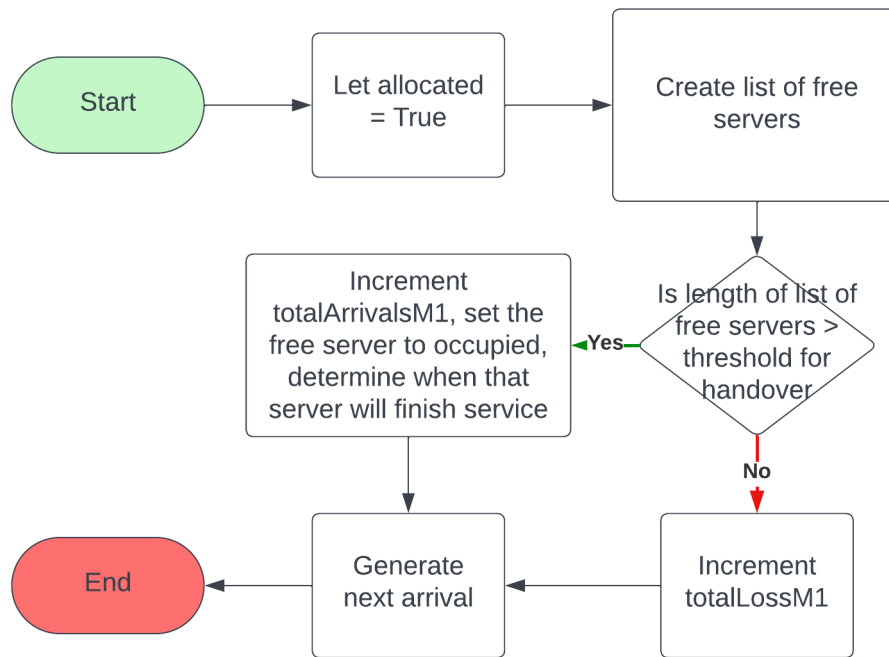 Start
Let allocated
= True
Create list of free
servers
Increment
totalArrivalsM1, set the
free server to occupied,
determine when that
server will finish service
Yes
Is length of list of
free servers >
threshold for
handover
No
End
Generate
next arrival
Increment
totalLossM1